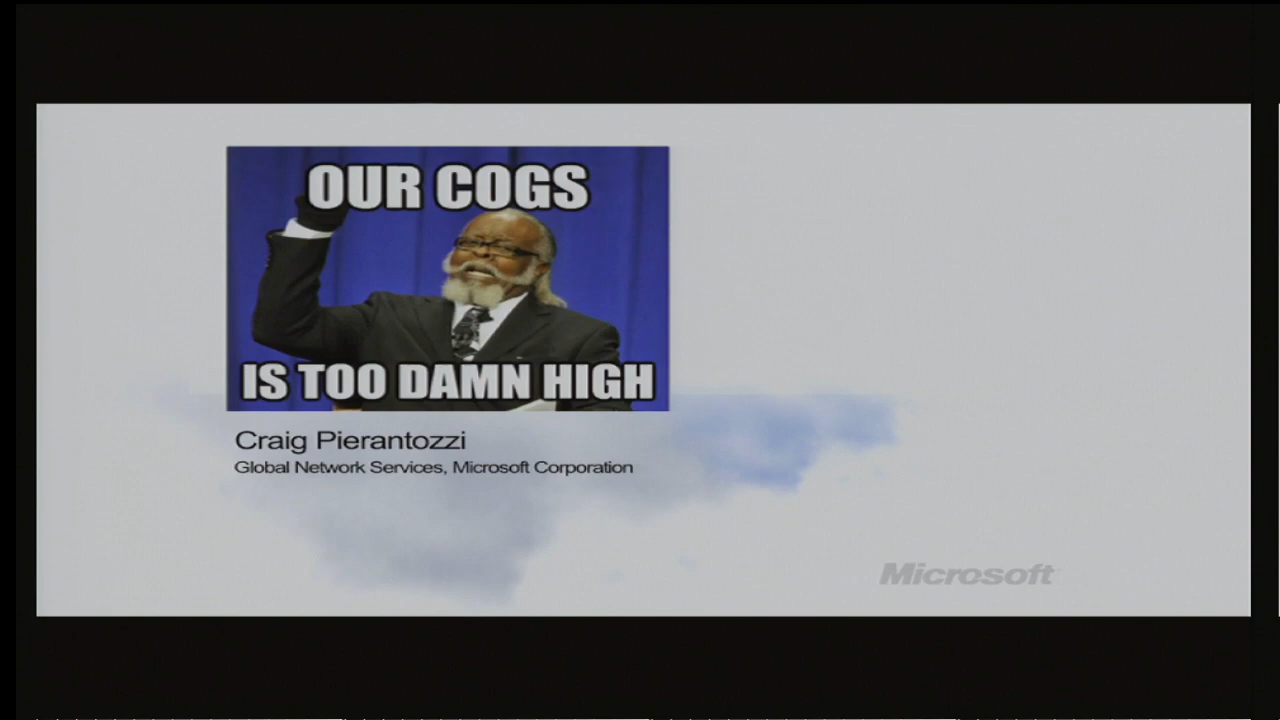 OUR COGS
IS TOO DAMN HIGH
Craig Pierantozzi
Global Network Services, Microsoft Corporation
Microsoft